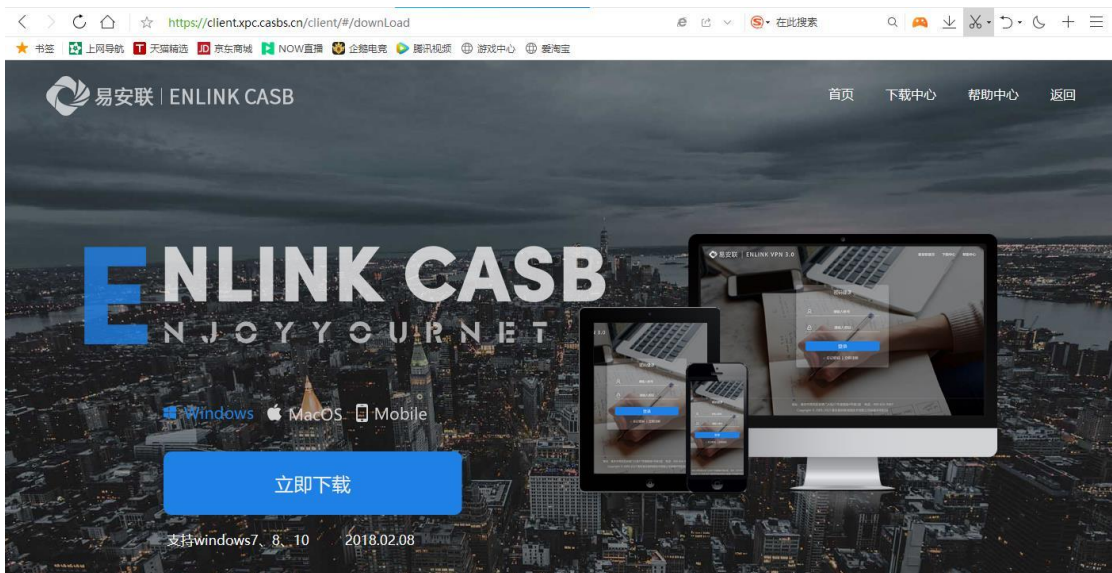 https://client.xpc.casbs.cn/client/#/downLoad
在此搜索
书签 上网导航 天猫精选 京东商城 NOW直播 企鹅电竞 腾讯视频 游戏中心 爱淘宝
易安联 ENLINK CASB
首页 下载中心 帮助中心 返回
ENLINK CASB
ENJOYYOURNET
易安联 ENLINK VPN 3.0
Windows MacOS Mobile
立即下载
支持windows7、8、10 2018.02.08